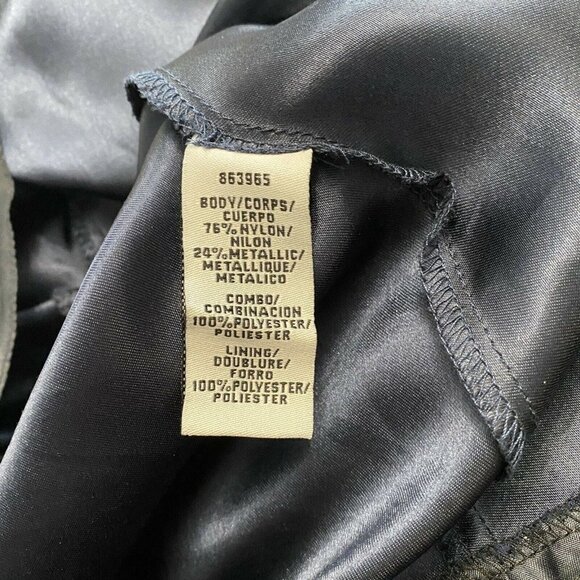 863965
BODY/CORPS/
CUERPO
76%NYLON/
NILON
24%METALLIC/
METALLIQUE/
METALICO
COMBO/
COMBINACION
100%POLYESTER/
POLIESTER
LINING/
DOUBLURE/
FORRO
100%POLYESTER/
POLIESTER